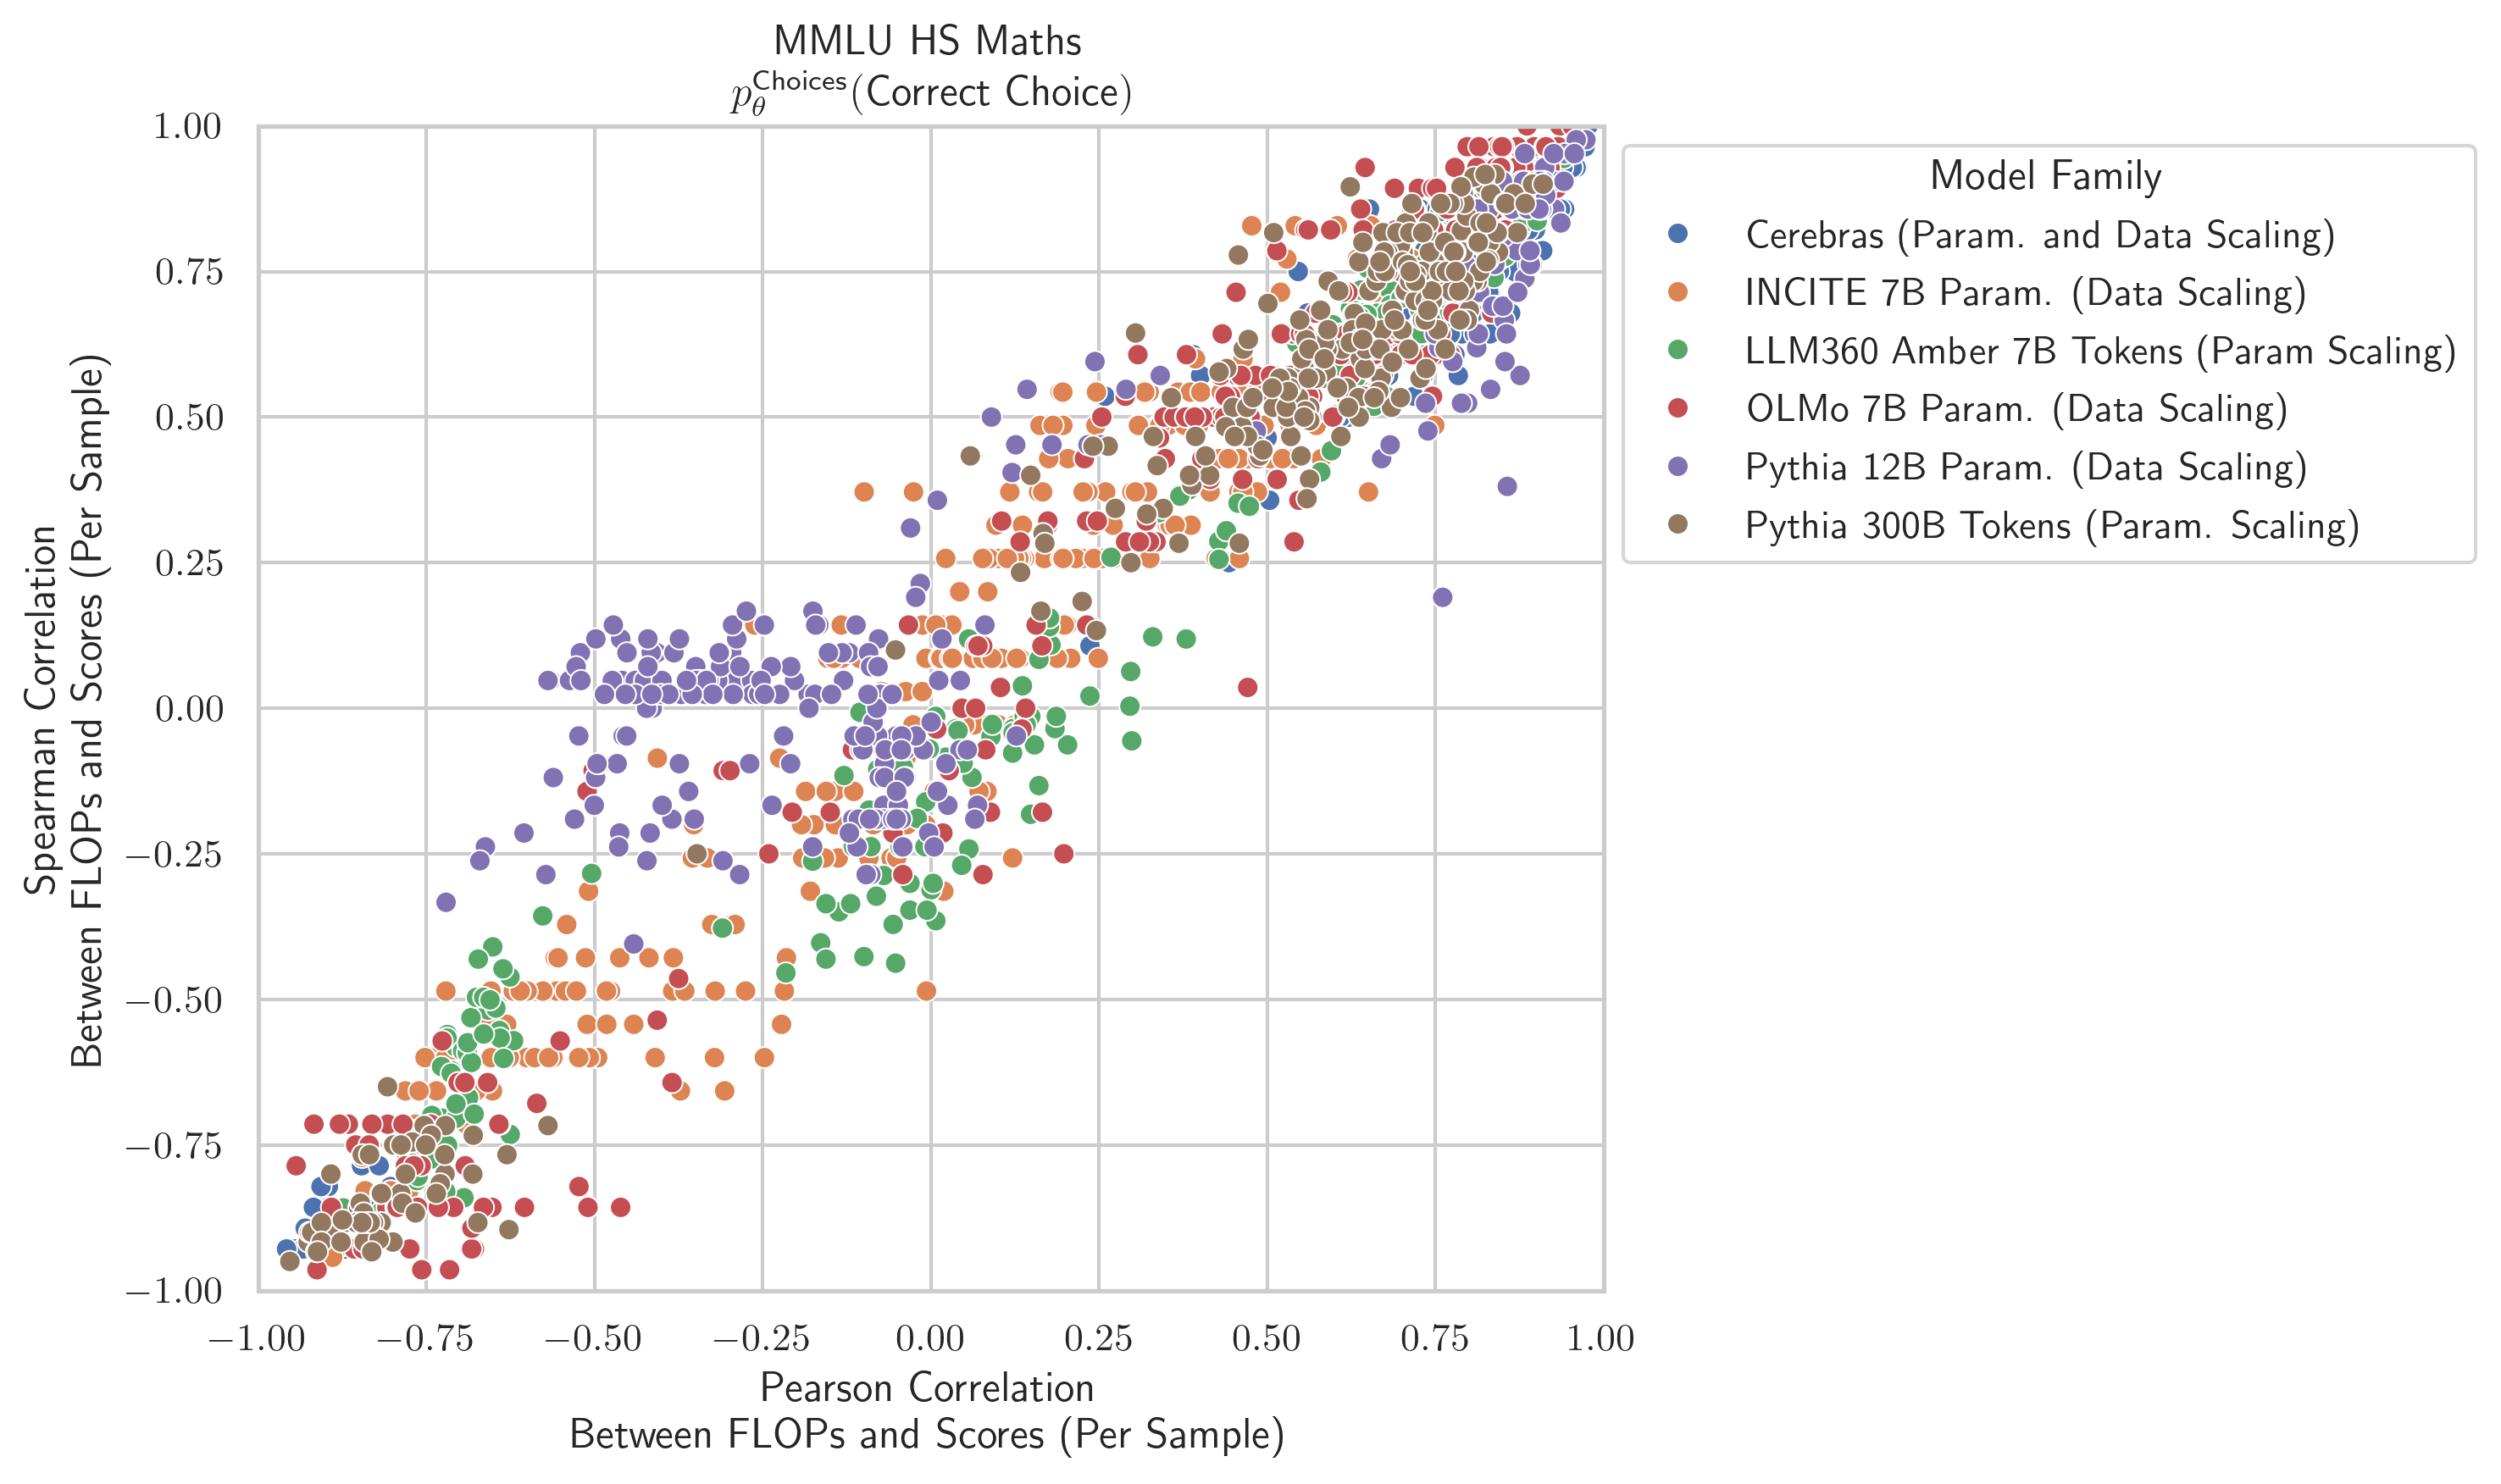 MMLU HS Maths
p_θ^Choices(Correct Choice)
Spearman Correlation
Between FLOPs and Scores (Per Sample)
1.00
0.75
0.50
0.25
0.00
−0.25
−0.50
−0.75
−1.00
−1.00 −0.75 −0.50 −0.25 0.00 0.25 0.50 0.75 1.00
Pearson Correlation
Between FLOPs and Scores (Per Sample)
Model Family
Cerebras (Param. and Data Scaling)
INCITE 7B Param. (Data Scaling)
LLM360 Amber 7B Tokens (Param Scaling)
OLMo 7B Param. (Data Scaling)
Pythia 12B Param. (Data Scaling)
Pythia 300B Tokens (Param. Scaling)